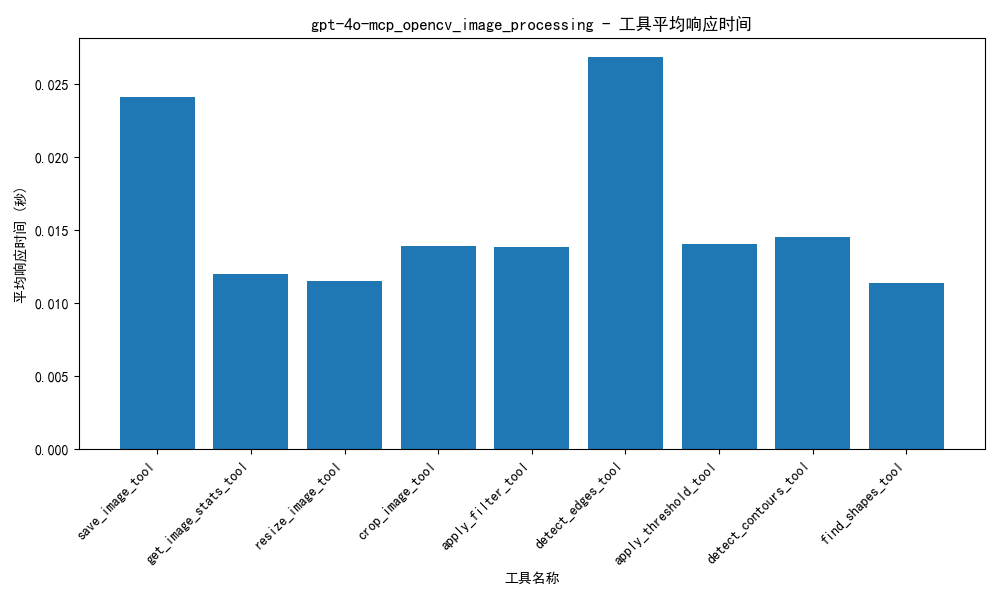 gpt-4o-mcp_opencv_image_processing - 工具平均响应时间
平均响应时间 (秒)
0.025
0.020
0.015
0.010
0.005
0.000
save_image_tool
get_image_stats_tool
resize_image_tool
crop_image_tool
apply_filter_tool
detect_edges_tool
apply_threshold_tool
detect_contours_tool
find_shapes_tool
工具名称